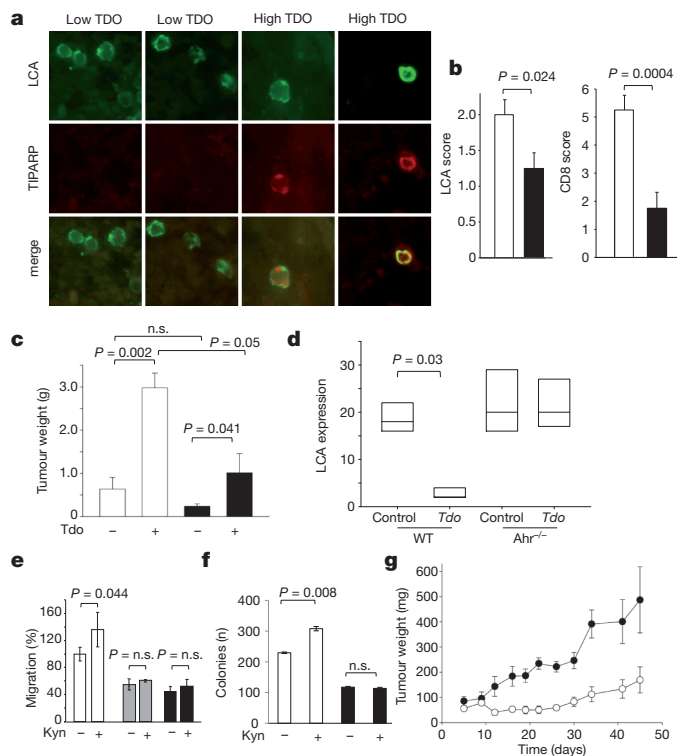 a
Low TDO Low TDO High TDO High TDO
LCA
TIPARP
merge
b
P = 0.024
LCA score
2.0
1.5
1.0
0.5
0
P = 0.0004
CD8 score
6
5
4
3
2
1
0
c
n.s.
P = 0.002
P = 0.05
P = 0.041
Tumour weight (g)
3.0
2.0
1.0
0
Tdo − + − +
d
P = 0.03
LCA expression
30
20
10
0
Control Tdo Control Tdo
WT Ahr−/−
e
P = 0.044
P = n.s. P = n.s.
Migration (%)
160
120
80
40
0
Kyn − + − + − +
f
P = 0.008
n.s.
Colonies (n)
400
300
200
100
0
Kyn − + − +
g
Tumour weight (mg)
600
500
400
300
200
100
0
0 10 20 30 40 50
Time (days)